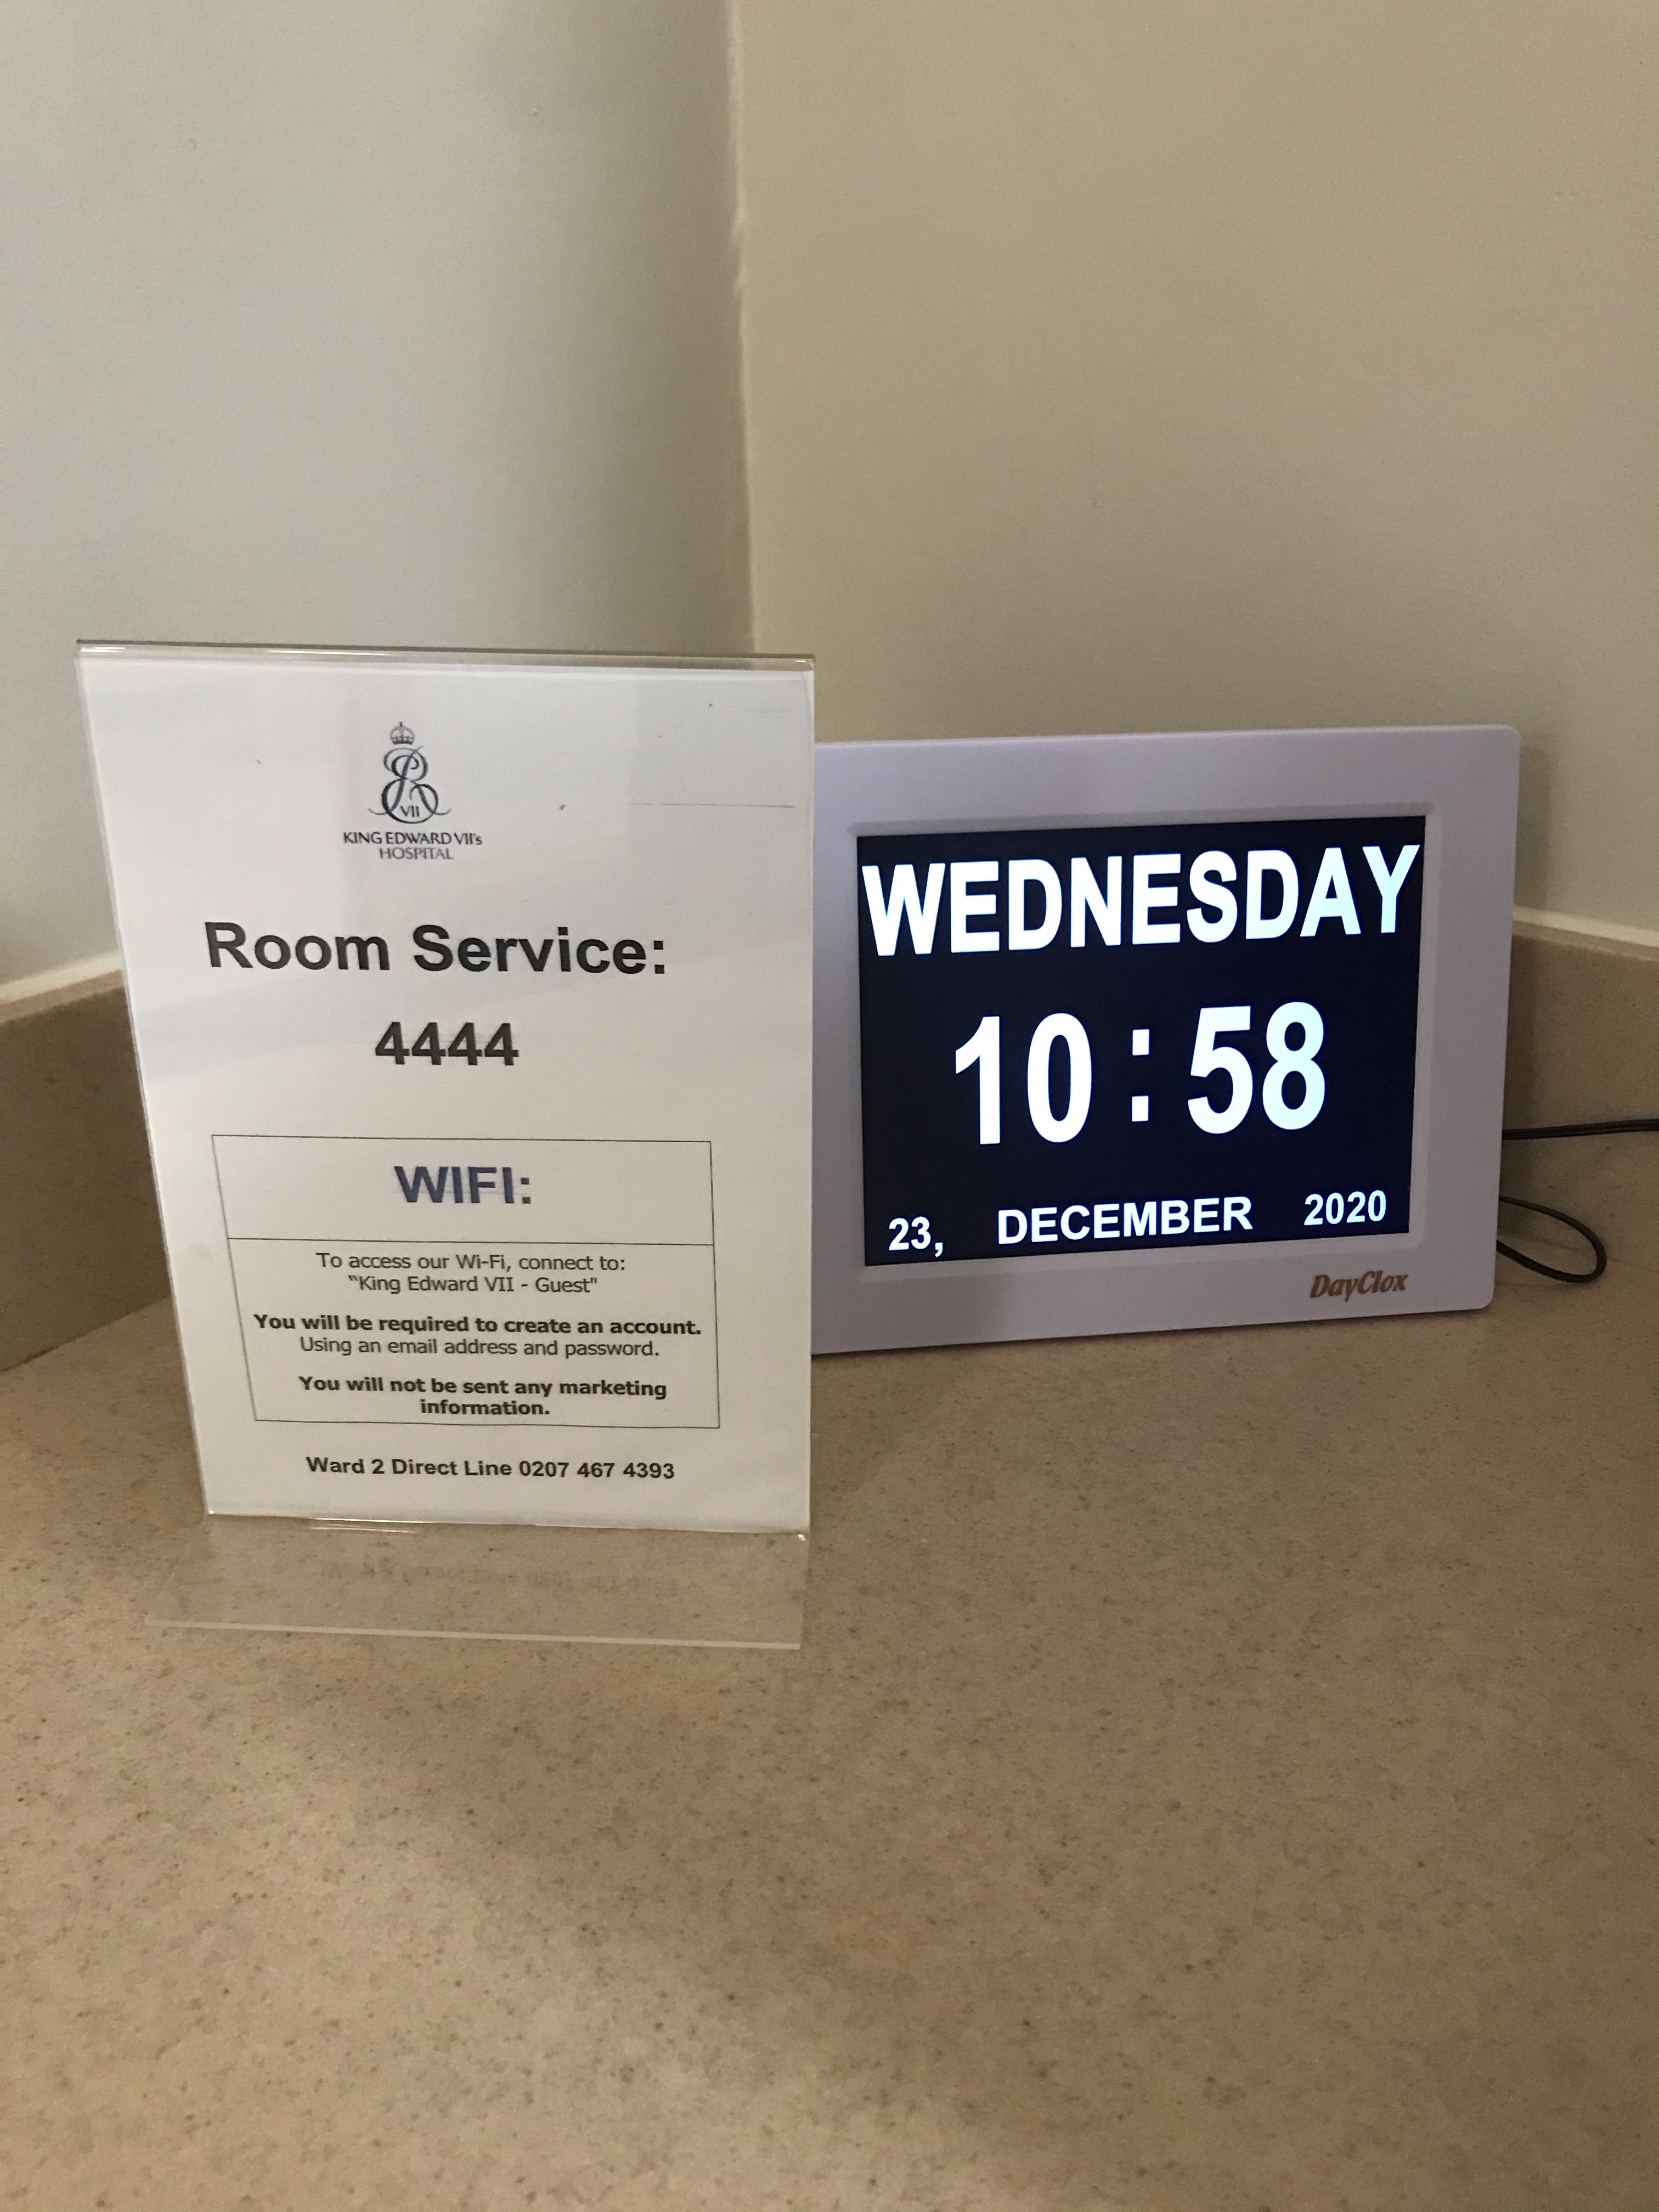 VII
KING EDWARD VII's
HOSPITAL
Room Service:
4444
WIFI:
To access our Wi-Fi, connect to:
"King Edward VII - Guest"
You will be required to create an account.
Using an email address and password.
You will not be sent any marketing
information.
Ward 2 Direct Line 0207 467 4393
WEDNESDAY
10:58
23, DECEMBER 2020
DayClox